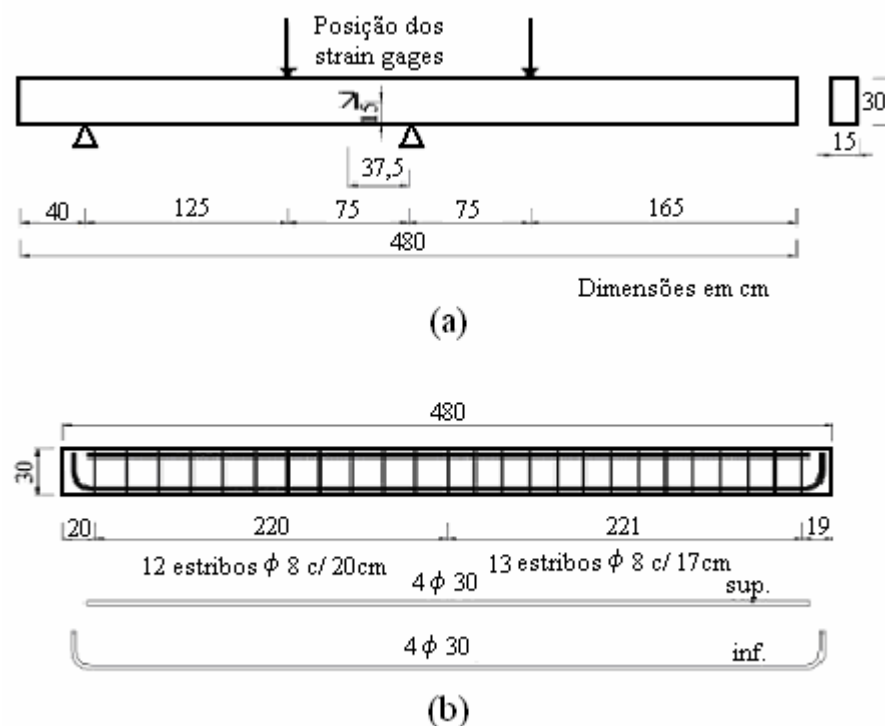 Posição dos
strain gages
15
30
15
37,5
40 125 75 75 165
480
Dimensões em cm
(a)
480
30
20 220 221 19
12 estribos ϕ 8 c/ 20cm 13 estribos ϕ 8 c/ 17cm
4 ϕ 30 sup.
4 ϕ 30 inf.
(b)